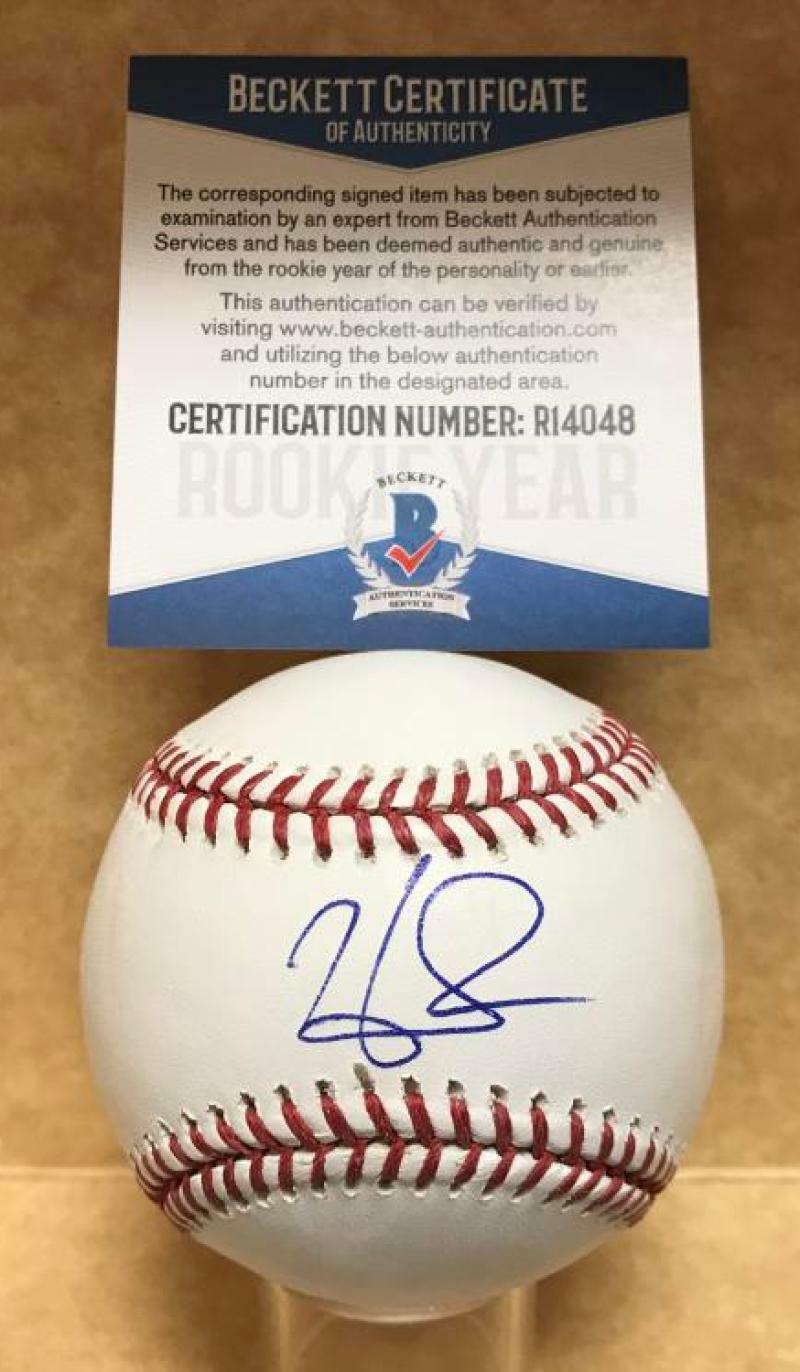 BECKETT CERTIFICATE
OF AUTHENTICITY
The corresponding signed item has been subjected to
examination by an expert from Beckett Authentication
Services and has been deemed authentic and genuine
from the rookie year of the personality or earlier.
This authentication can be verified by
visiting www.beckett-authentication.com
and utilizing the below authentication
number in the designated area.
CERTIFICATION NUMBER: R14048
ROOKIE YEAR
BECKETT
B
AUTHENTICATION
SERVICES